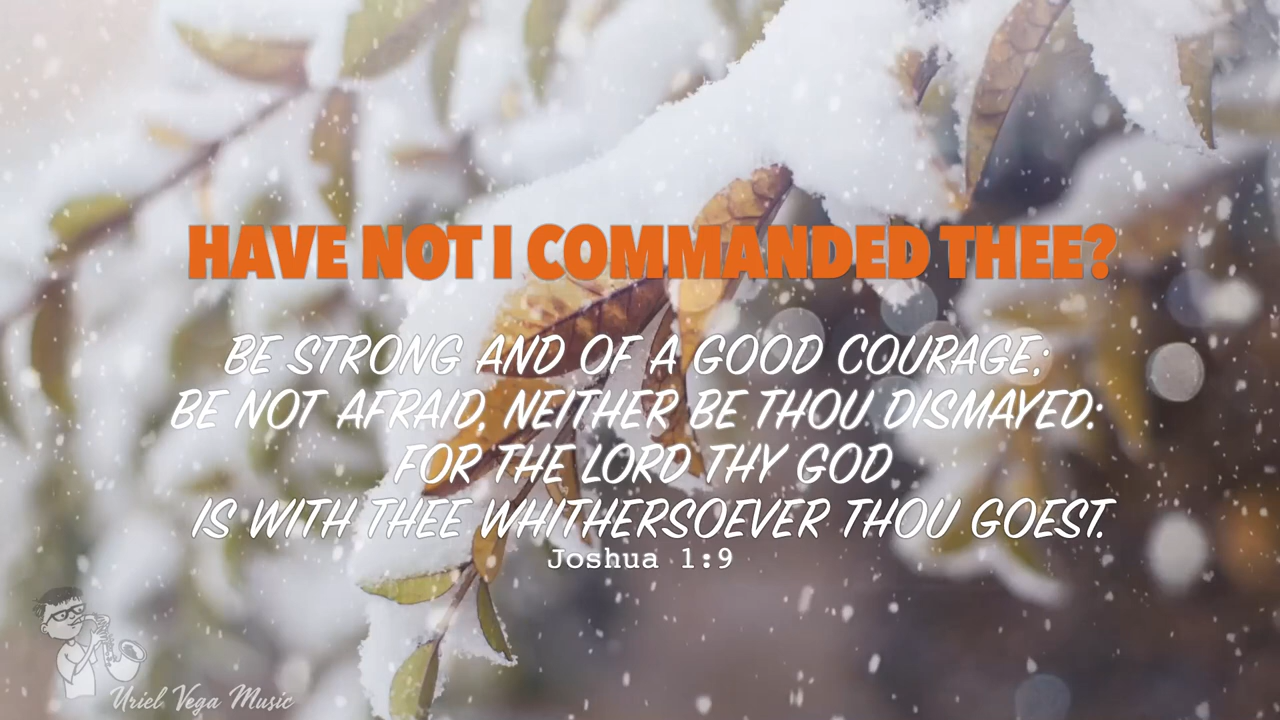 HAVE NOT I COMMANDED THEE?
BE STRONG AND OF A GOOD COURAGE;
BE NOT AFRAID, NEITHER BE THOU DISMAYED:
FOR THE LORD THY GOD
IS WITH THEE WHITHERSOEVER THOU GOEST.
Joshua 1:9
Uriel Vega Music